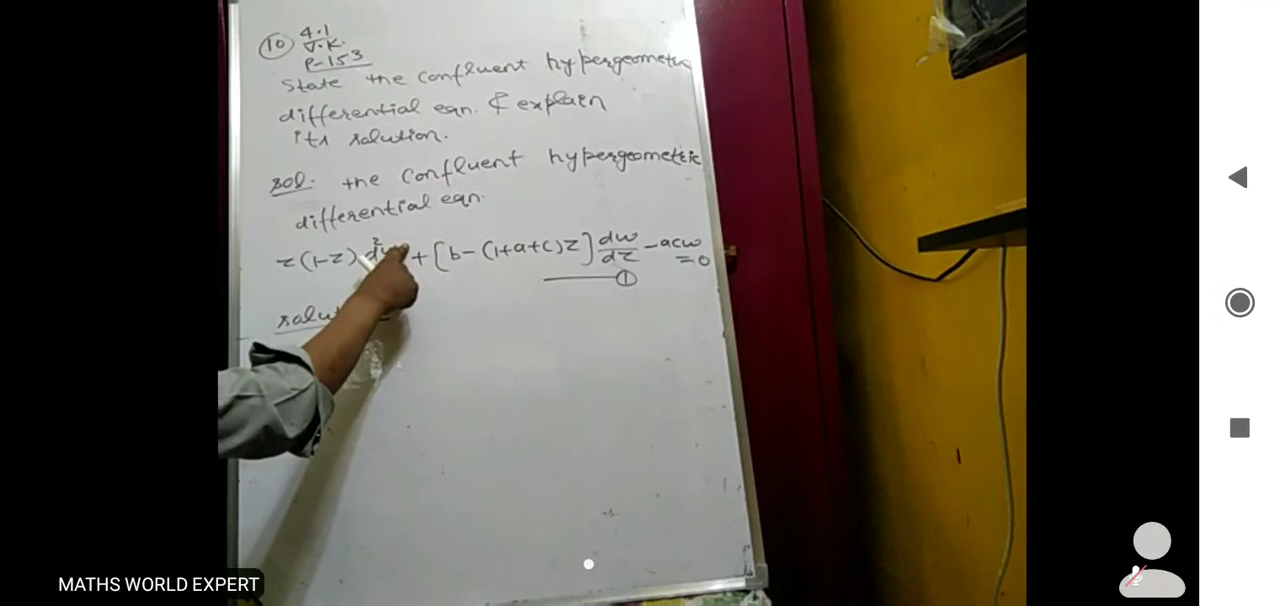 (10) 4.1
J.K.
P-153
State the confluent hypergeometric
differential eqn. & explain
its solution.
sol. the confluent hypergeometric
differential eqn.
z(1-z) d²w + [b-(1+a+c)z] dw/dz - acw
=0
①
MATHS WORLD EXPERT